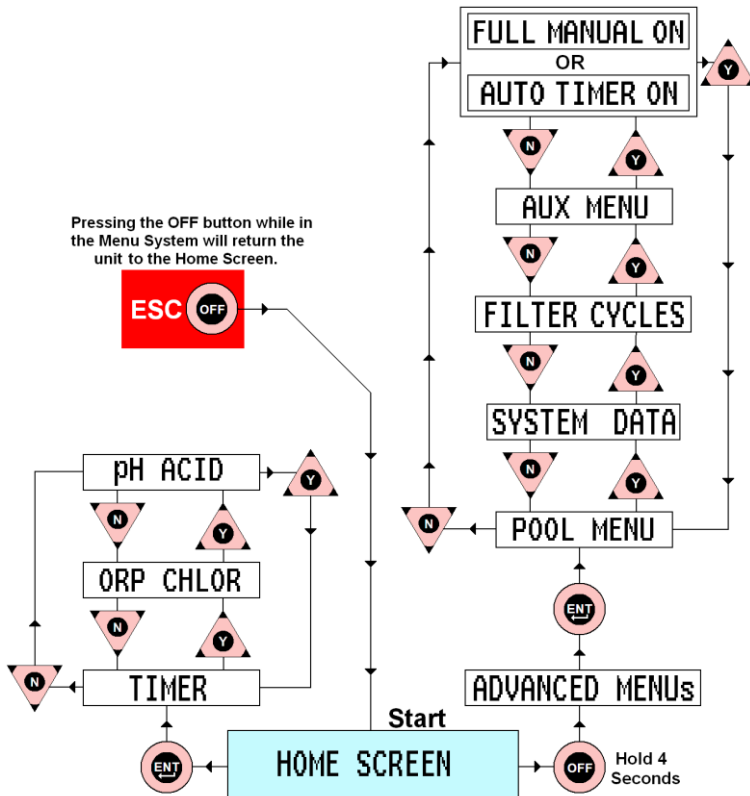 FULL MANUAL ON
OR
AUTO TIMER ON
Y
N
Y
AUX MENU
N
Y
FILTER CYCLES
N
Y
SYSTEM DATA
N
Y
N
POOL MENU
ENT
ADVANCED MENUs
OFF
Hold 4
Seconds
Pressing the OFF button while in
the Menu System will return the
unit to the Home Screen.
ESC
OFF
pH ACID
Y
N
Y
ORP CHLOR
N
Y
N
TIMER
ENT
Start
HOME SCREEN